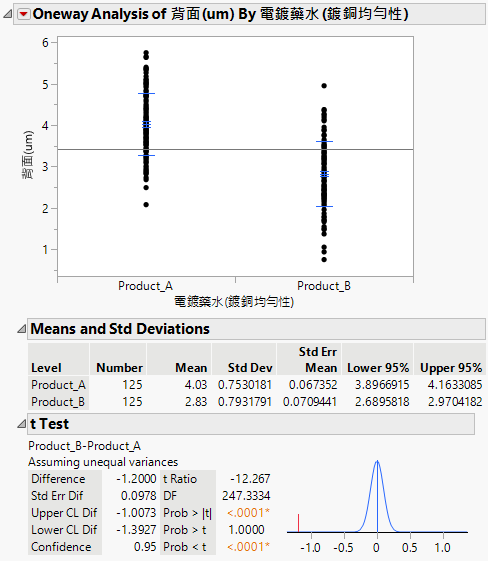 Oneway Analysis of 背面(um) By 電鍍藥水(鍍銅均勻性)
6
5
4
3
2
1
背面(um)
Product_A Product_B
電鍍藥水(鍍銅均勻性)
Means and Std Deviations
Level Number Mean Std Dev Std Err Mean Lower 95% Upper 95%
Product_A 125 4.03 0.7530181 0.067352 3.8966915 4.1633085
Product_B 125 2.83 0.7931791 0.0709441 2.6895818 2.9704182
t Test
Product_B-Product_A
Assuming unequal variances
Difference -1.2000 t Ratio -12.267
Std Err Dif 0.0978 DF 247.3334
Upper CL Dif -1.0073 Prob > |t| <.0001*
Lower CL Dif -1.3927 Prob > t 1.0000
Confidence 0.95 Prob < t <.0001*
-1.0 -0.5 0 0.5 1.0